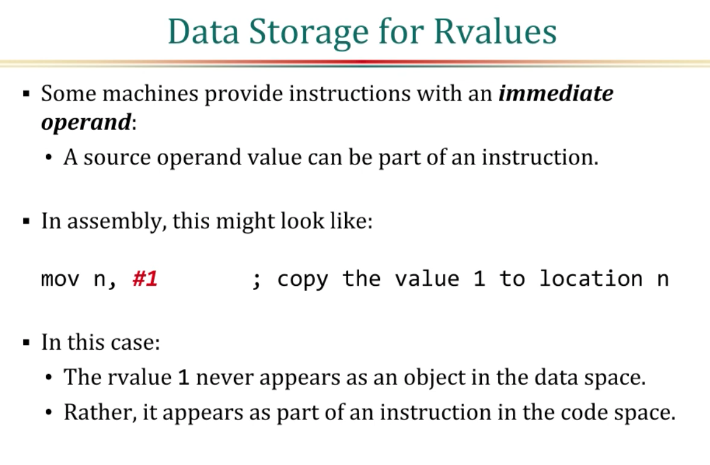 Data Storage for Rvalues
▪ Some machines provide instructions with an immediate
operand:
• A source operand value can be part of an instruction.
▪ In assembly, this might look like:
mov n, #1 ; copy the value 1 to location n
▪ In this case:
• The rvalue 1 never appears as an object in the data space.
• Rather, it appears as part of an instruction in the code space.